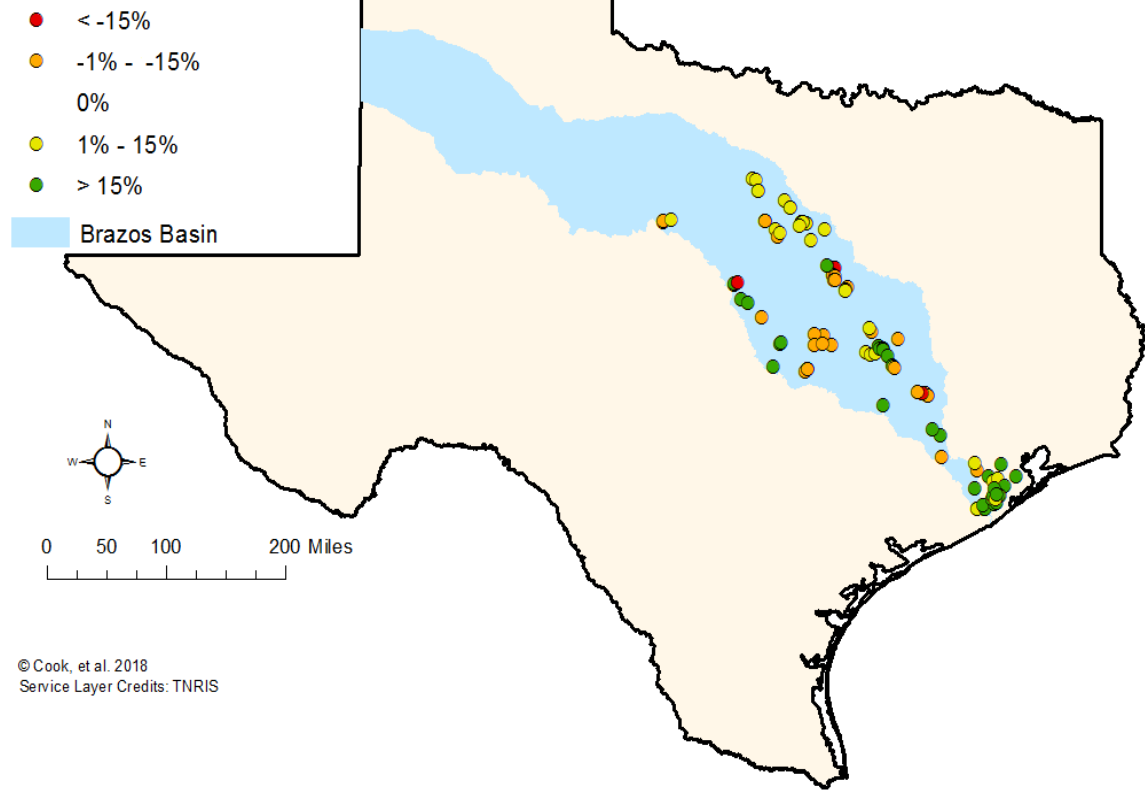 < -15%
-1% - -15%
0%
1% - 15%
> 15%
Brazos Basin
N
W E
S
0 50 100 200 Miles
© Cook, et al. 2018
Service Layer Credits: TNRIS